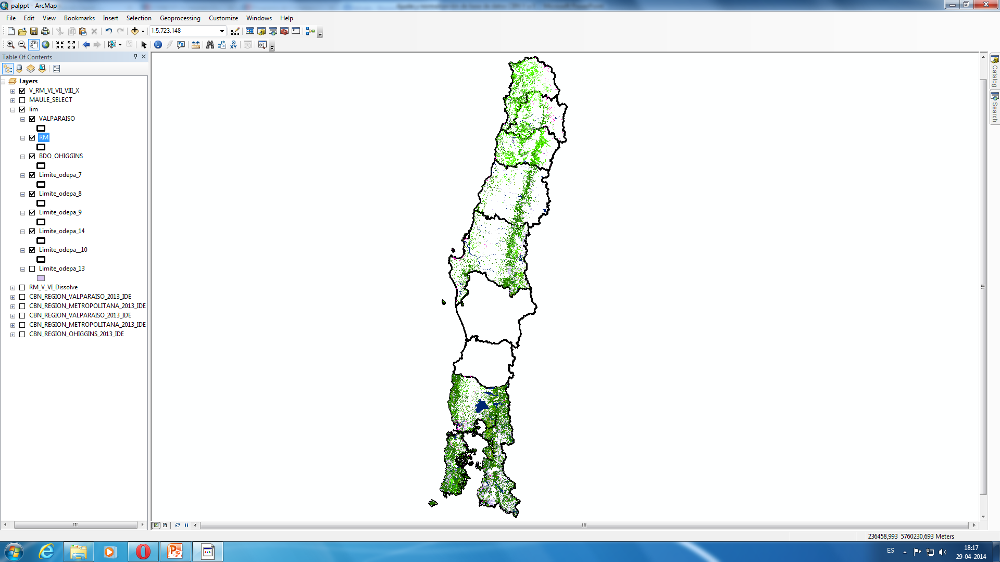 palppt - ArcMap
File Edit View Bookmarks Insert Selection Geoprocessing Customize Windows Help
1:5.723.148
Table Of Contents
Layers
V_RM_VI_VII_VIII_X
MAULE_SELECT
lim
VALPARAISO
RM
BDO_OHIGGINS
Limite_odepa_7
Limite_odepa_8
Limite_odepa_9
Limite_odepa_14
Limite_odepa__10
Limite_odepa_13
RM_V_VI_Dissolve
CBN_REGION_VALPARAISO_2013_IDE
CBN_REGION_METROPOLITANA_2013_IDE
CBN_REGION_VALPARAISO_2013_IDE
CBN_REGION_METROPOLITANA_2013_IDE
CBN_REGION_OHIGGINS_2013_IDE
Catalog
Search
236458,993 5760230,693 Meters
ES
18:17
29-04-2014